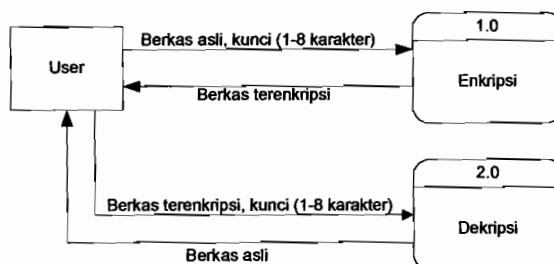 1.0
Berkas asli, kunci (1-8 karakter)
User
Enkripsi
Berkas terenkripsi
2.0
Berkas terenkripsi, kunci (1-8 karakter)
Dekripsi
Berkas asli